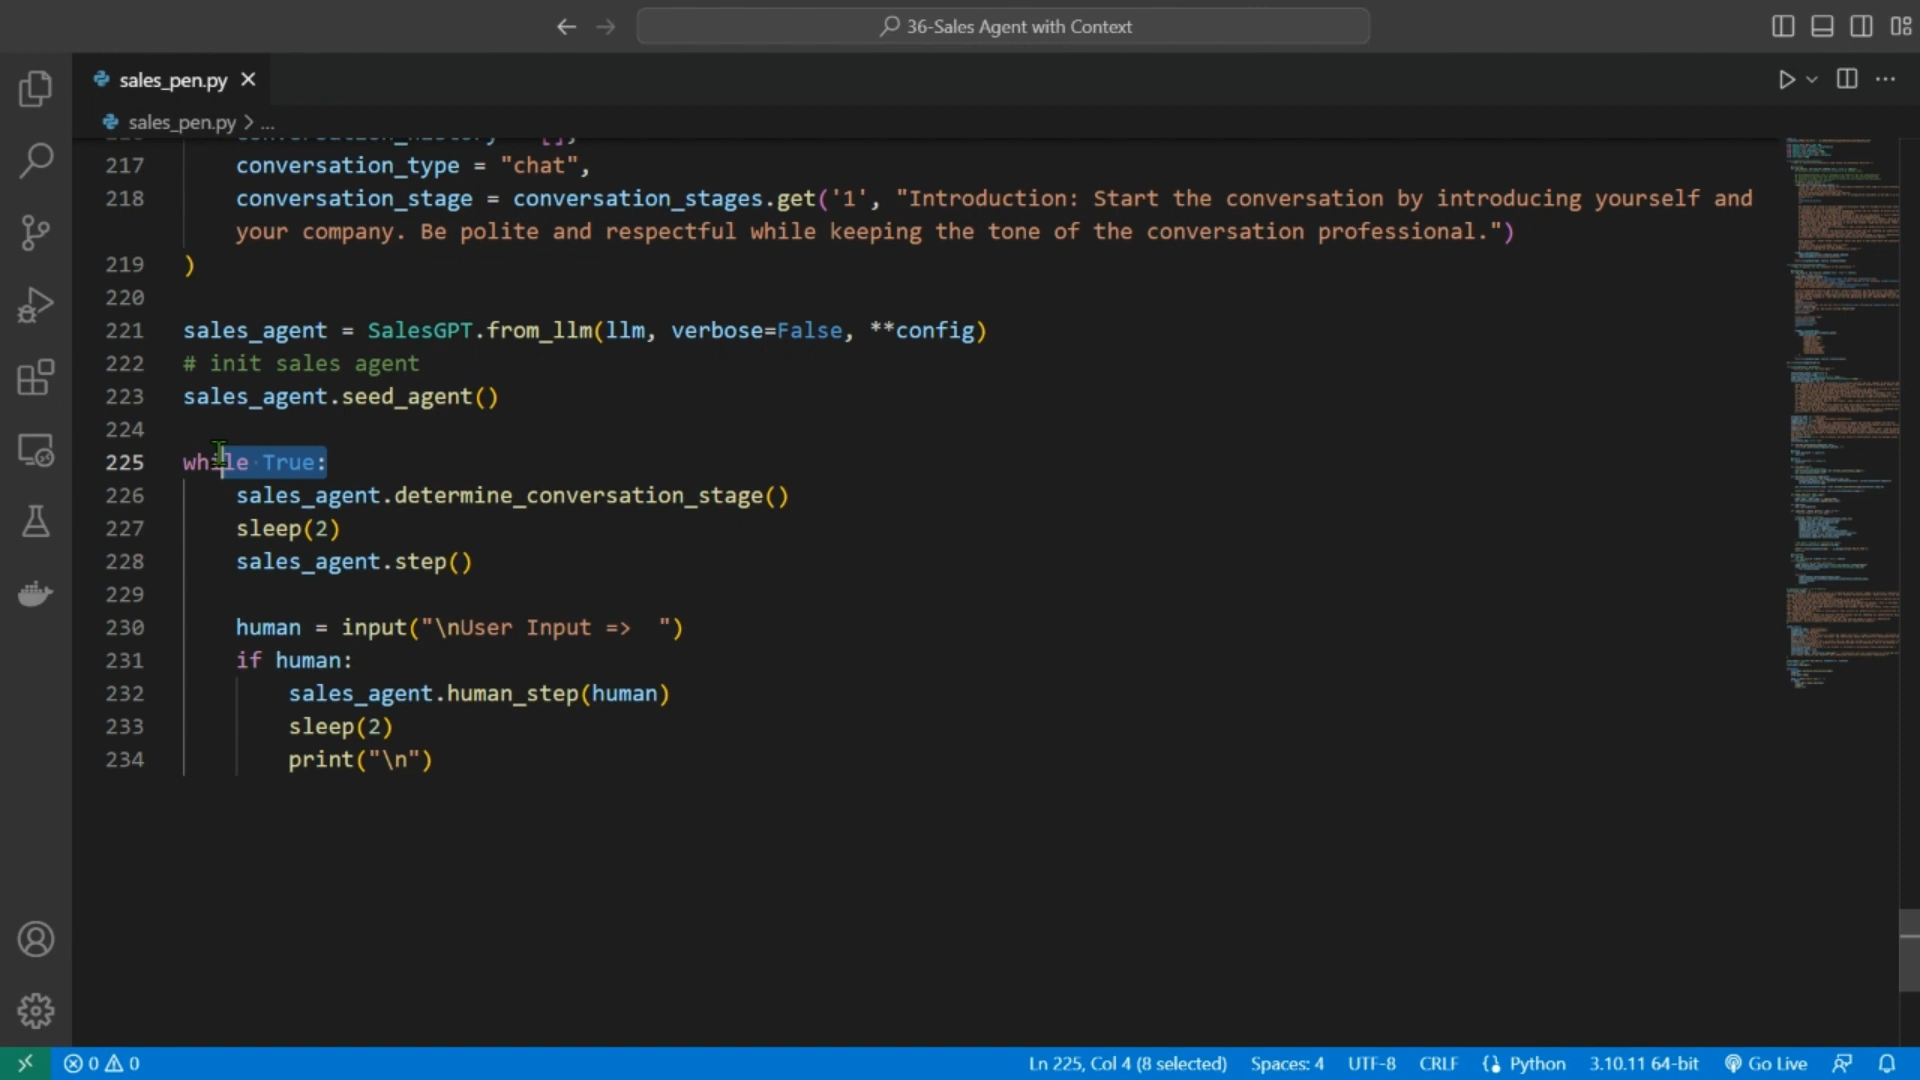 36-Sales Agent with Context
sales_pen.py
sales_pen.py > ...
217 conversation_type = "chat",
218 conversation_stage = conversation_stages.get('1', "Introduction: Start the conversation by introducing yourself and
your company. Be polite and respectful while keeping the tone of the conversation professional.")
219 )
220
221 sales_agent = SalesGPT.from_llm(llm, verbose=False, **config)
222 # init sales agent
223 sales_agent.seed_agent()
224
225 while True:
226 sales_agent.determine_conversation_stage()
227 sleep(2)
228 sales_agent.step()
229
230 human = input("\nUser Input =>  ")
231 if human:
232 sales_agent.human_step(human)
233 sleep(2)
234 print("\n")
0 0 Ln 225, Col 4 (8 selected) Spaces: 4 UTF-8 CRLF Python 3.10.11 64-bit Go Live